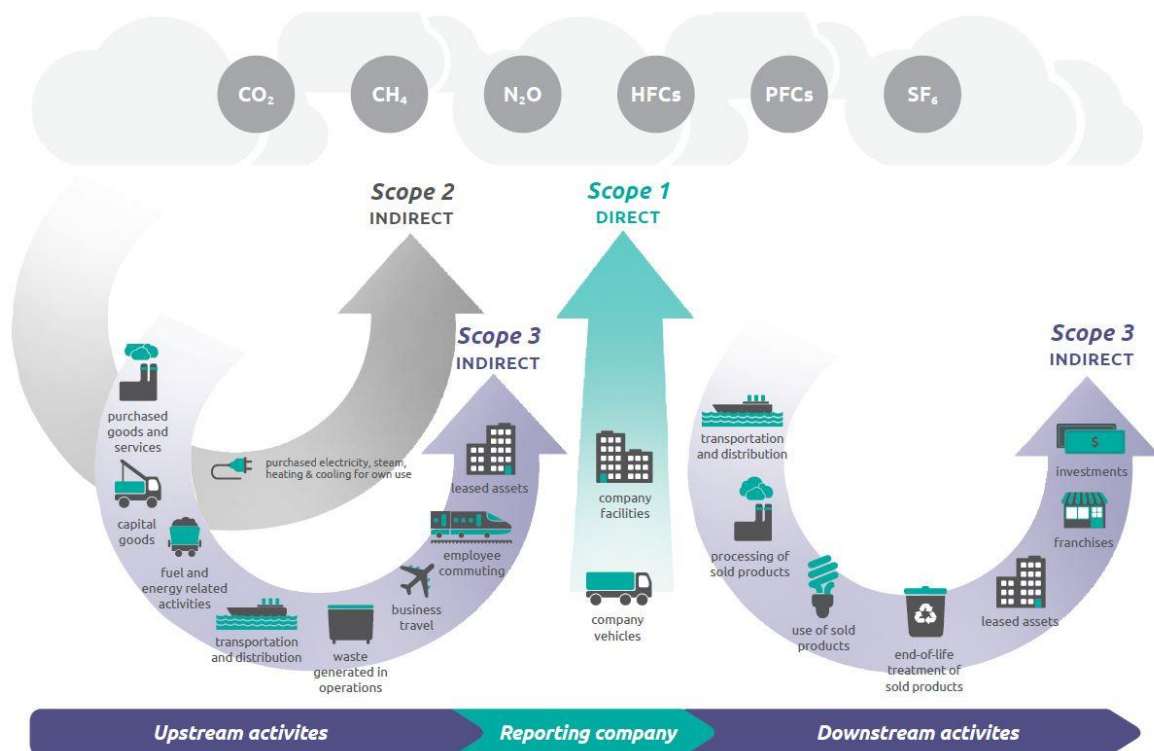 CO₂
CH₄
N₂O
HFCs
PFCs
SF₆
Scope 2
INDIRECT
Scope 1
DIRECT
Scope 3
INDIRECT
Scope 3
INDIRECT
purchased
goods and
services
capital
goods
fuel and
energy related
activities
purchased electricity, steam,
heating & cooling for own use
transportation
and distribution
waste
generated in
operations
business
travel
employee
commuting
leased assets
company
facilities
company
vehicles
transportation
and distribution
processing of
sold products
use of sold
products
end-of-life
treatment of
sold products
leased assets
franchises
$
investments
Upstream activites
Reporting company
Downstream activites